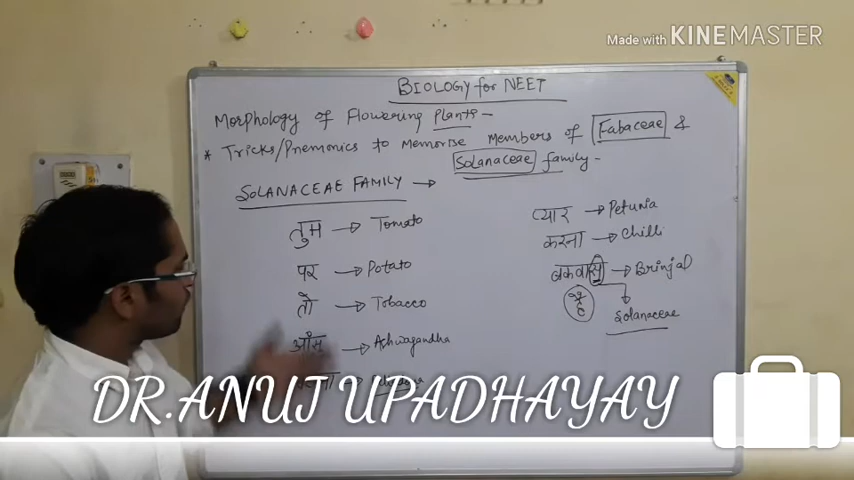 Made with KINEMASTER
BIOLOGY for NEET
Morphology of Flowering Plants -
* Tricks/Pnemonics to Memorise Members of Fabaceae &
Solanaceae family -
SOLANACEAE FAMILY →
तुम → Tomato
पर → Potato
तो → Tobacco
आँसू → Ashwagandha
प्यार → Petunia
करना → Chilli
बकवास → Brinjal
है
Solanaceae
DR.ANUJ UPADHAYAY